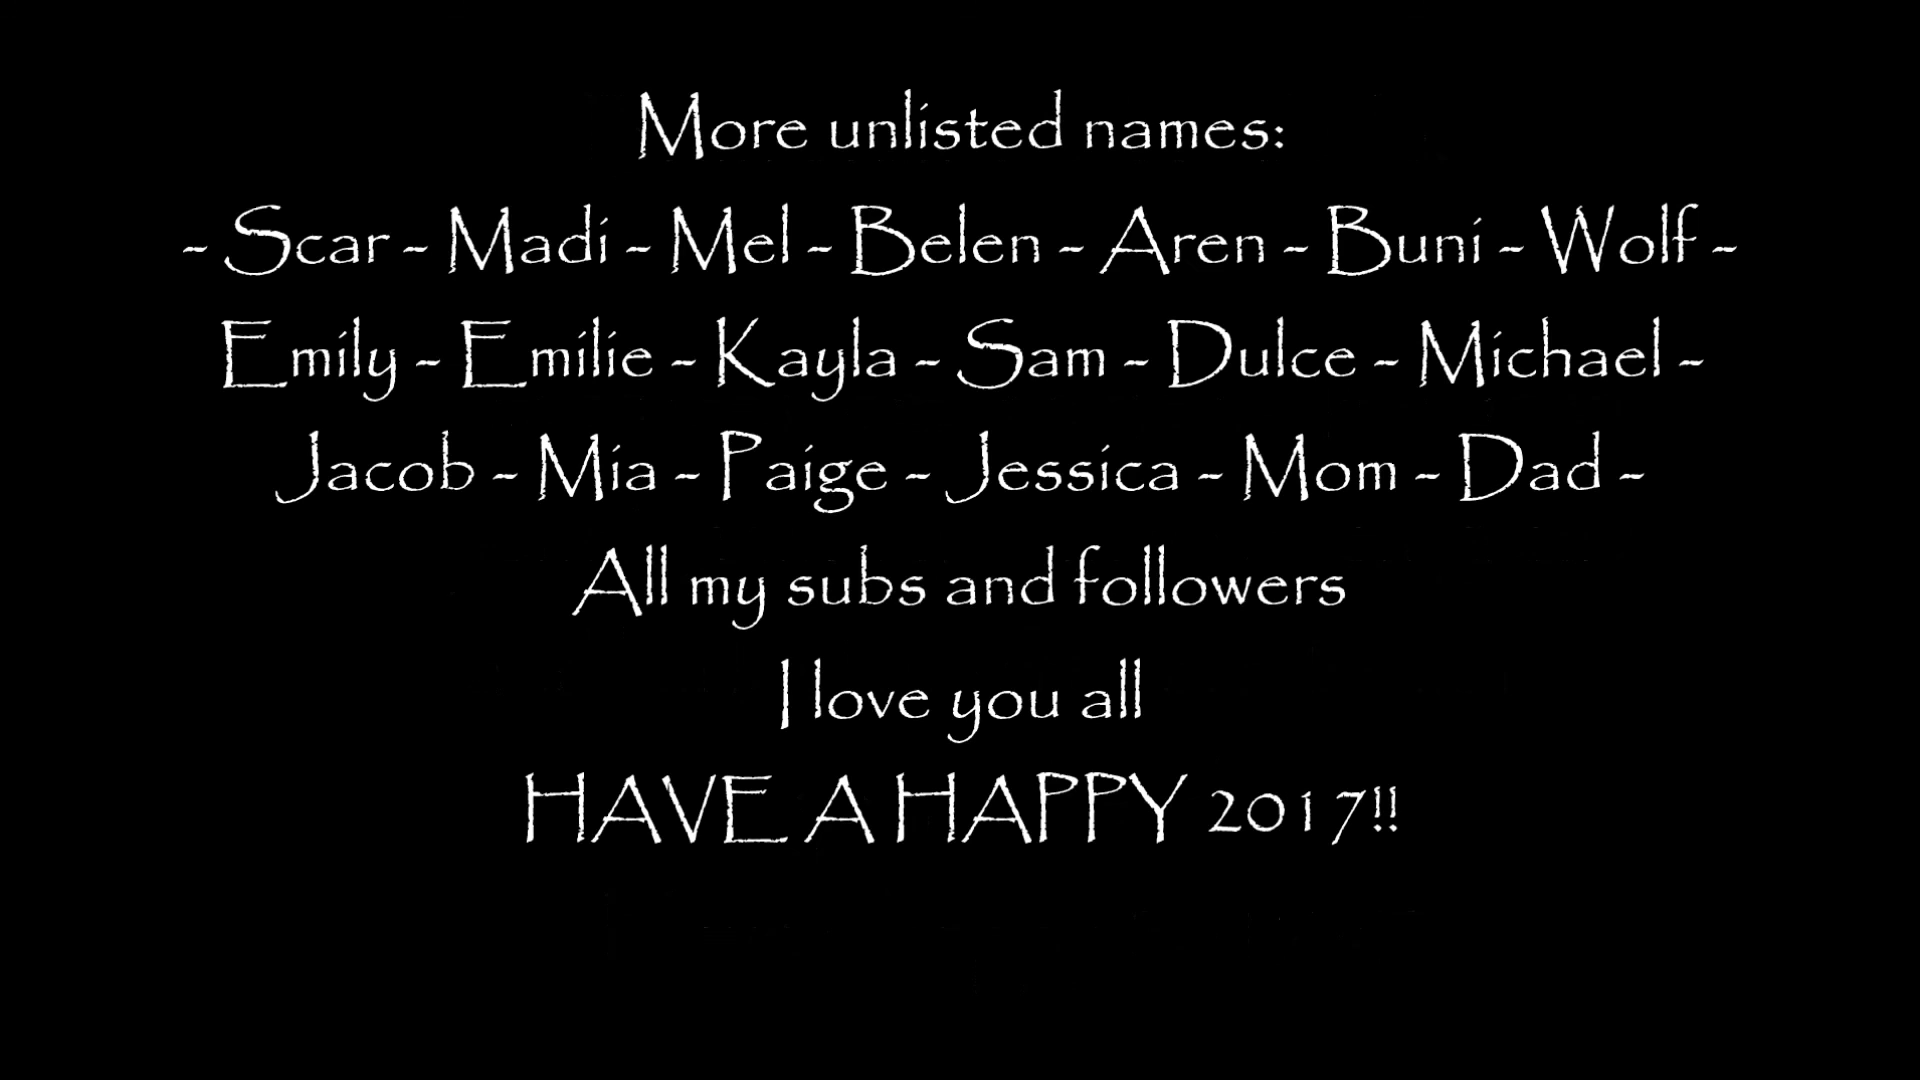 More unlisted names:
- Scar - Madi - Mel - Belen - Aren - Buni - Wolf -
Emily - Emilie - Kayla - Sam - Dulce - Michael -
Jacob - Mia - Paige - Jessica - Mom - Dad -
All my subs and followers
I love you all
HAVE A HAPPY 2017!!